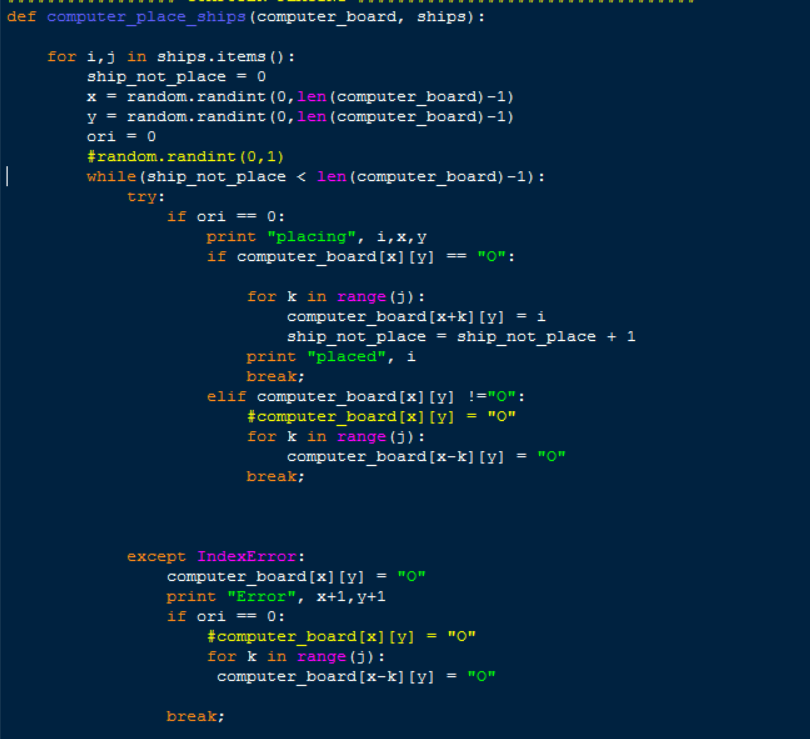 def computer_place_ships(computer_board, ships):
    for i,j in ships.items():
        ship_not_place = 0
        x = random.randint(0,len(computer_board)-1)
        y = random.randint(0,len(computer_board)-1)
        ori = 0
        #random.randint(0,1)
        while(ship_not_place < len(computer_board)-1):
            try:
                if ori == 0:
                    print "placing", i,x,y
                    if computer_board[x][y] == "O":
                        for k in range(j):
                            computer_board[x+k][y] = i
                            ship_not_place = ship_not_place + 1
                        print "placed", i
                        break;
                    elif computer_board[x][y] !="O":
                        #computer_board[x][y] = "O"
                        for k in range(j):
                            computer_board[x-k][y] = "O"
                        break;
            except IndexError:
                computer_board[x][y] = "O"
                print "Error", x+1,y+1
                if ori == 0:
                    #computer_board[x][y] = "O"
                    for k in range(j):
                     computer_board[x-k][y] = "O"
                break;